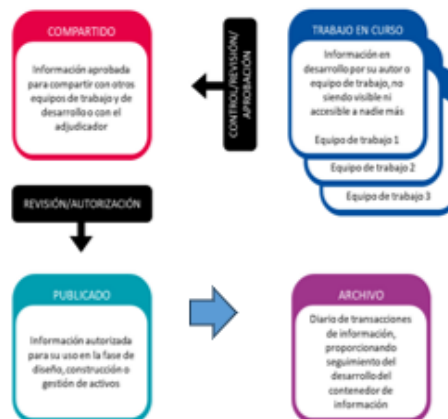 COMPARTIDO
Información aprobada
para compartir con otros
equipos de trabajo y de
desarrollo o con el
adjudicador
CONTROL/REVISIÓN/
APROBACIÓN
TRABAJO EN CURSO
Información en
desarrollo por su autor o
equipo de trabajo, no
siendo visible ni
accesible a nadie más
Equipo de trabajo 1
Equipo de trabajo 2
Equipo de trabajo 3
REVISIÓN/AUTORIZACIÓN
PUBLICADO
Información autorizada
para su uso en la fase de
diseño, construcción o
gestión de activos
ARCHIVO
Diario de transacciones
de información,
proporcionando
seguimiento del
desarrollo del
contenedor de
información